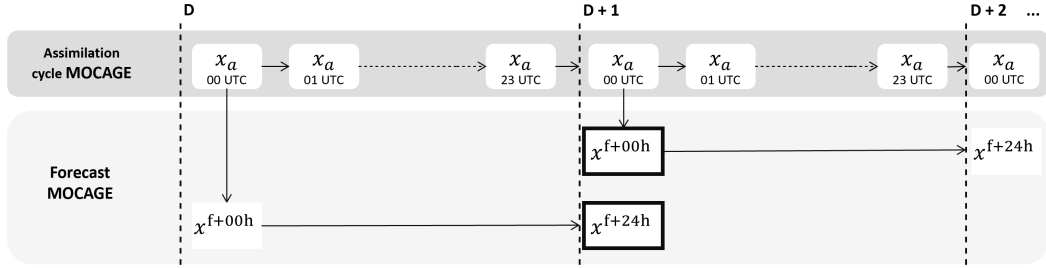 D
D + 1
D + 2 ...
Assimilation
cycle MOCAGE
x_a
00 UTC
x_a
01 UTC
x_a
23 UTC
x_a
00 UTC
x_a
01 UTC
x_a
23 UTC
x_a
00 UTC
Forecast
MOCAGE
x^{f+00h}
x^{f+24h}
x^{f+00h}
x^{f+24h}